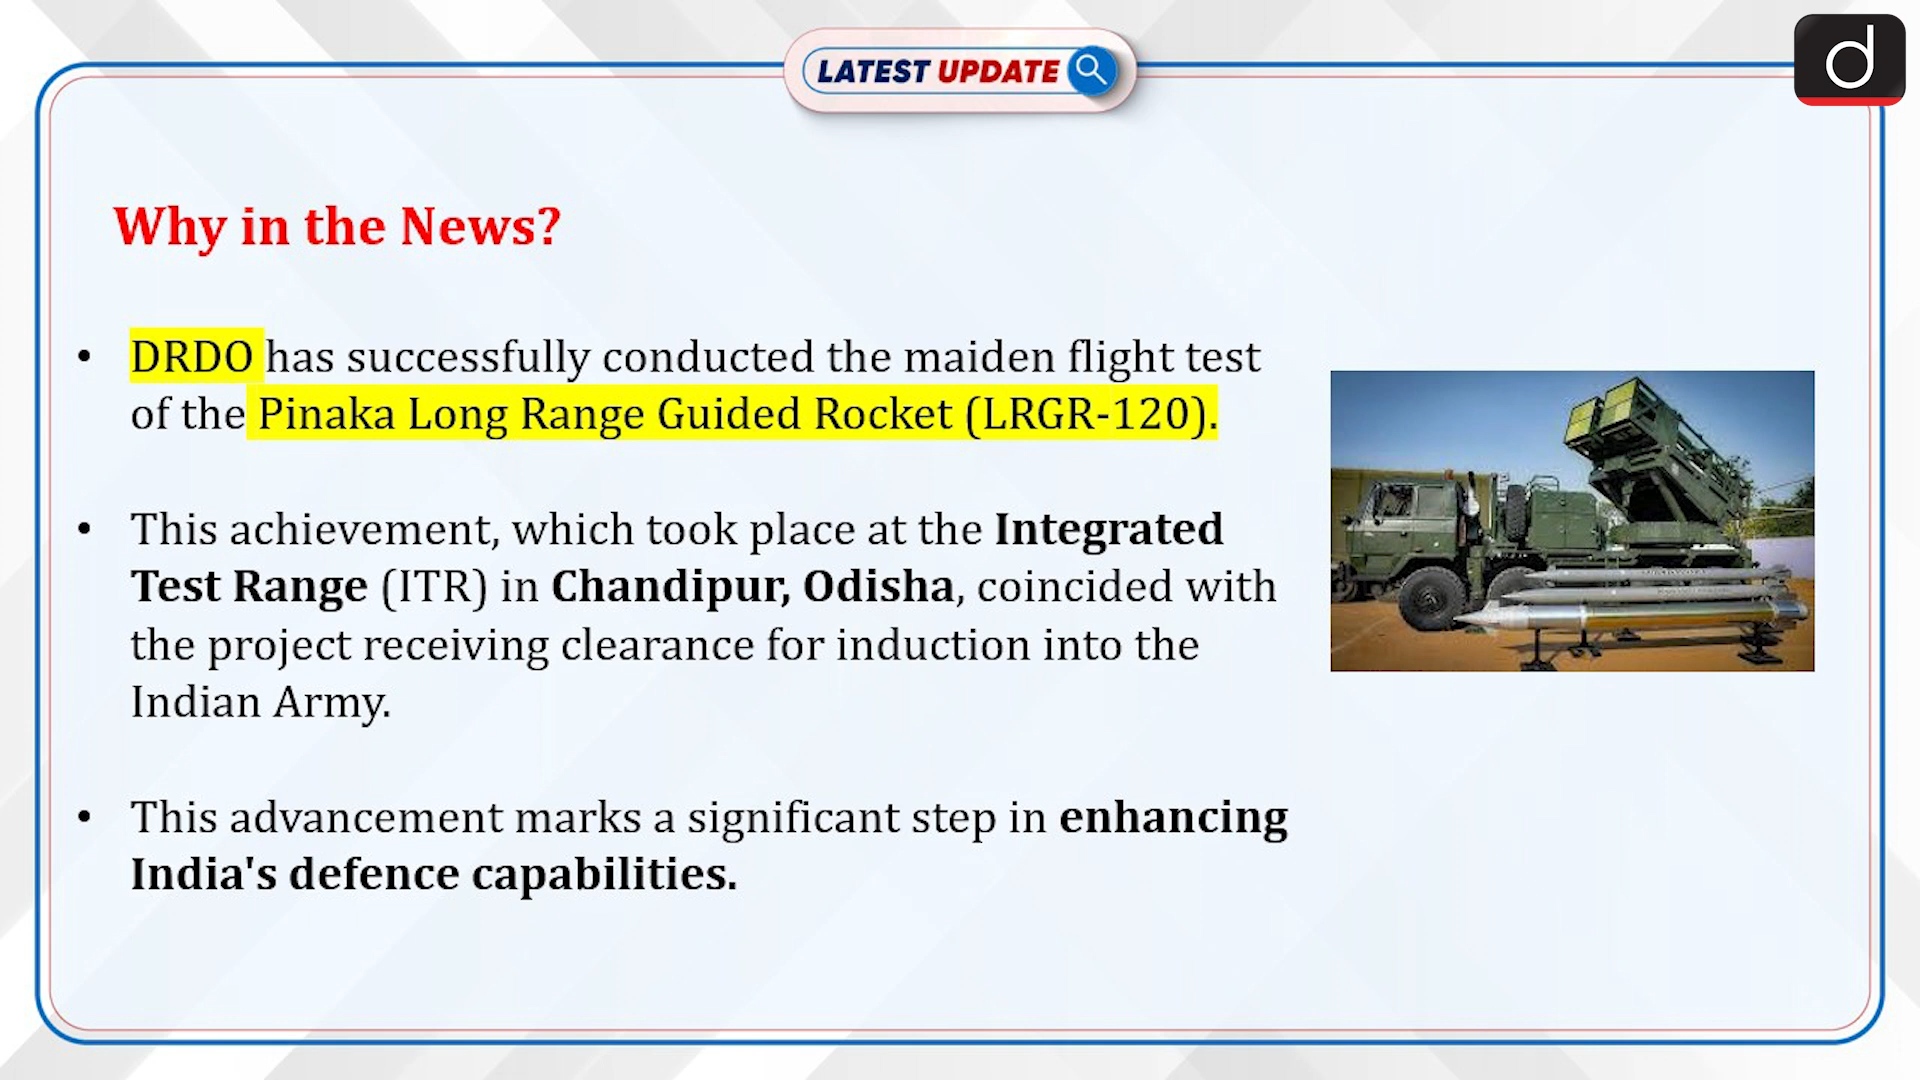 LATEST UPDATE
d
Why in the News?
• DRDO has successfully conducted the maiden flight test
of the Pinaka Long Range Guided Rocket (LRGR-120).
• This achievement, which took place at the Integrated
Test Range (ITR) in Chandipur, Odisha, coincided with
the project receiving clearance for induction into the
Indian Army.
• This advancement marks a significant step in enhancing
India's defence capabilities.